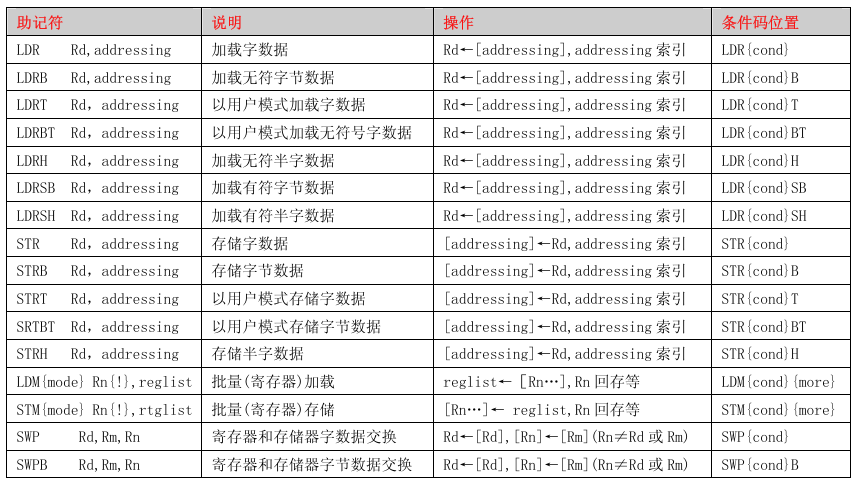 助记符 说明 操作 条件码位置
LDR Rd,addressing 加载字数据 Rd←[addressing],addressing 索引 LDR{cond}
LDRB Rd,addressing 加载无符字节数据 Rd←[addressing],addressing 索引 LDR{cond}B
LDRT Rd，addressing 以用户模式加载字数据 Rd←[addressing],addressing 索引 LDR{cond}T
LDRBT Rd，addressing 以用户模式加载无符号字数据 Rd←[addressing],addressing 索引 LDR{cond}BT
LDRH Rd，addressing 加载无符半字数据 Rd←[addressing],addressing 索引 LDR{cond}H
LDRSB Rd，addressing 加载有符字节数据 Rd←[addressing],addressing 索引 LDR{cond}SB
LDRSH Rd，addressing 加载有符半字数据 Rd←[addressing],addressing 索引 LDR{cond}SH
STR Rd，addressing 存储字数据 [addressing]←Rd,addressing 索引 STR{cond}
STRB Rd，addressing 存储字节数据 [addressing]←Rd,addressing 索引 STR{cond}B
STRT Rd，addressing 以用户模式存储字数据 [addressing]←Rd,addressing 索引 STR{cond}T
SRTBT Rd，addressing 以用户模式存储字节数据 [addressing]←Rd,addressing 索引 STR{cond}BT
STRH Rd，addressing 存储半字数据 [addressing]←Rd,addressing 索引 STR{cond}H
LDM{mode} Rn{!},reglist 批量(寄存器)加载 reglist← [Rn…],Rn 回存等 LDM{cond}{more}
STM{mode} Rn{!},rtglist 批量(寄存器)存储 [Rn…]← reglist,Rn 回存等 STM{cond}{more}
SWP Rd,Rm,Rn 寄存器和存储器字数据交换 Rd←[Rd],[Rn]←[Rm](Rn≠Rd 或 Rm) SWP{cond}
SWPB Rd,Rm,Rn 寄存器和存储器字节数据交换 Rd←[Rd],[Rn]←[Rm](Rn≠Rd 或 Rm) SWP{cond}B